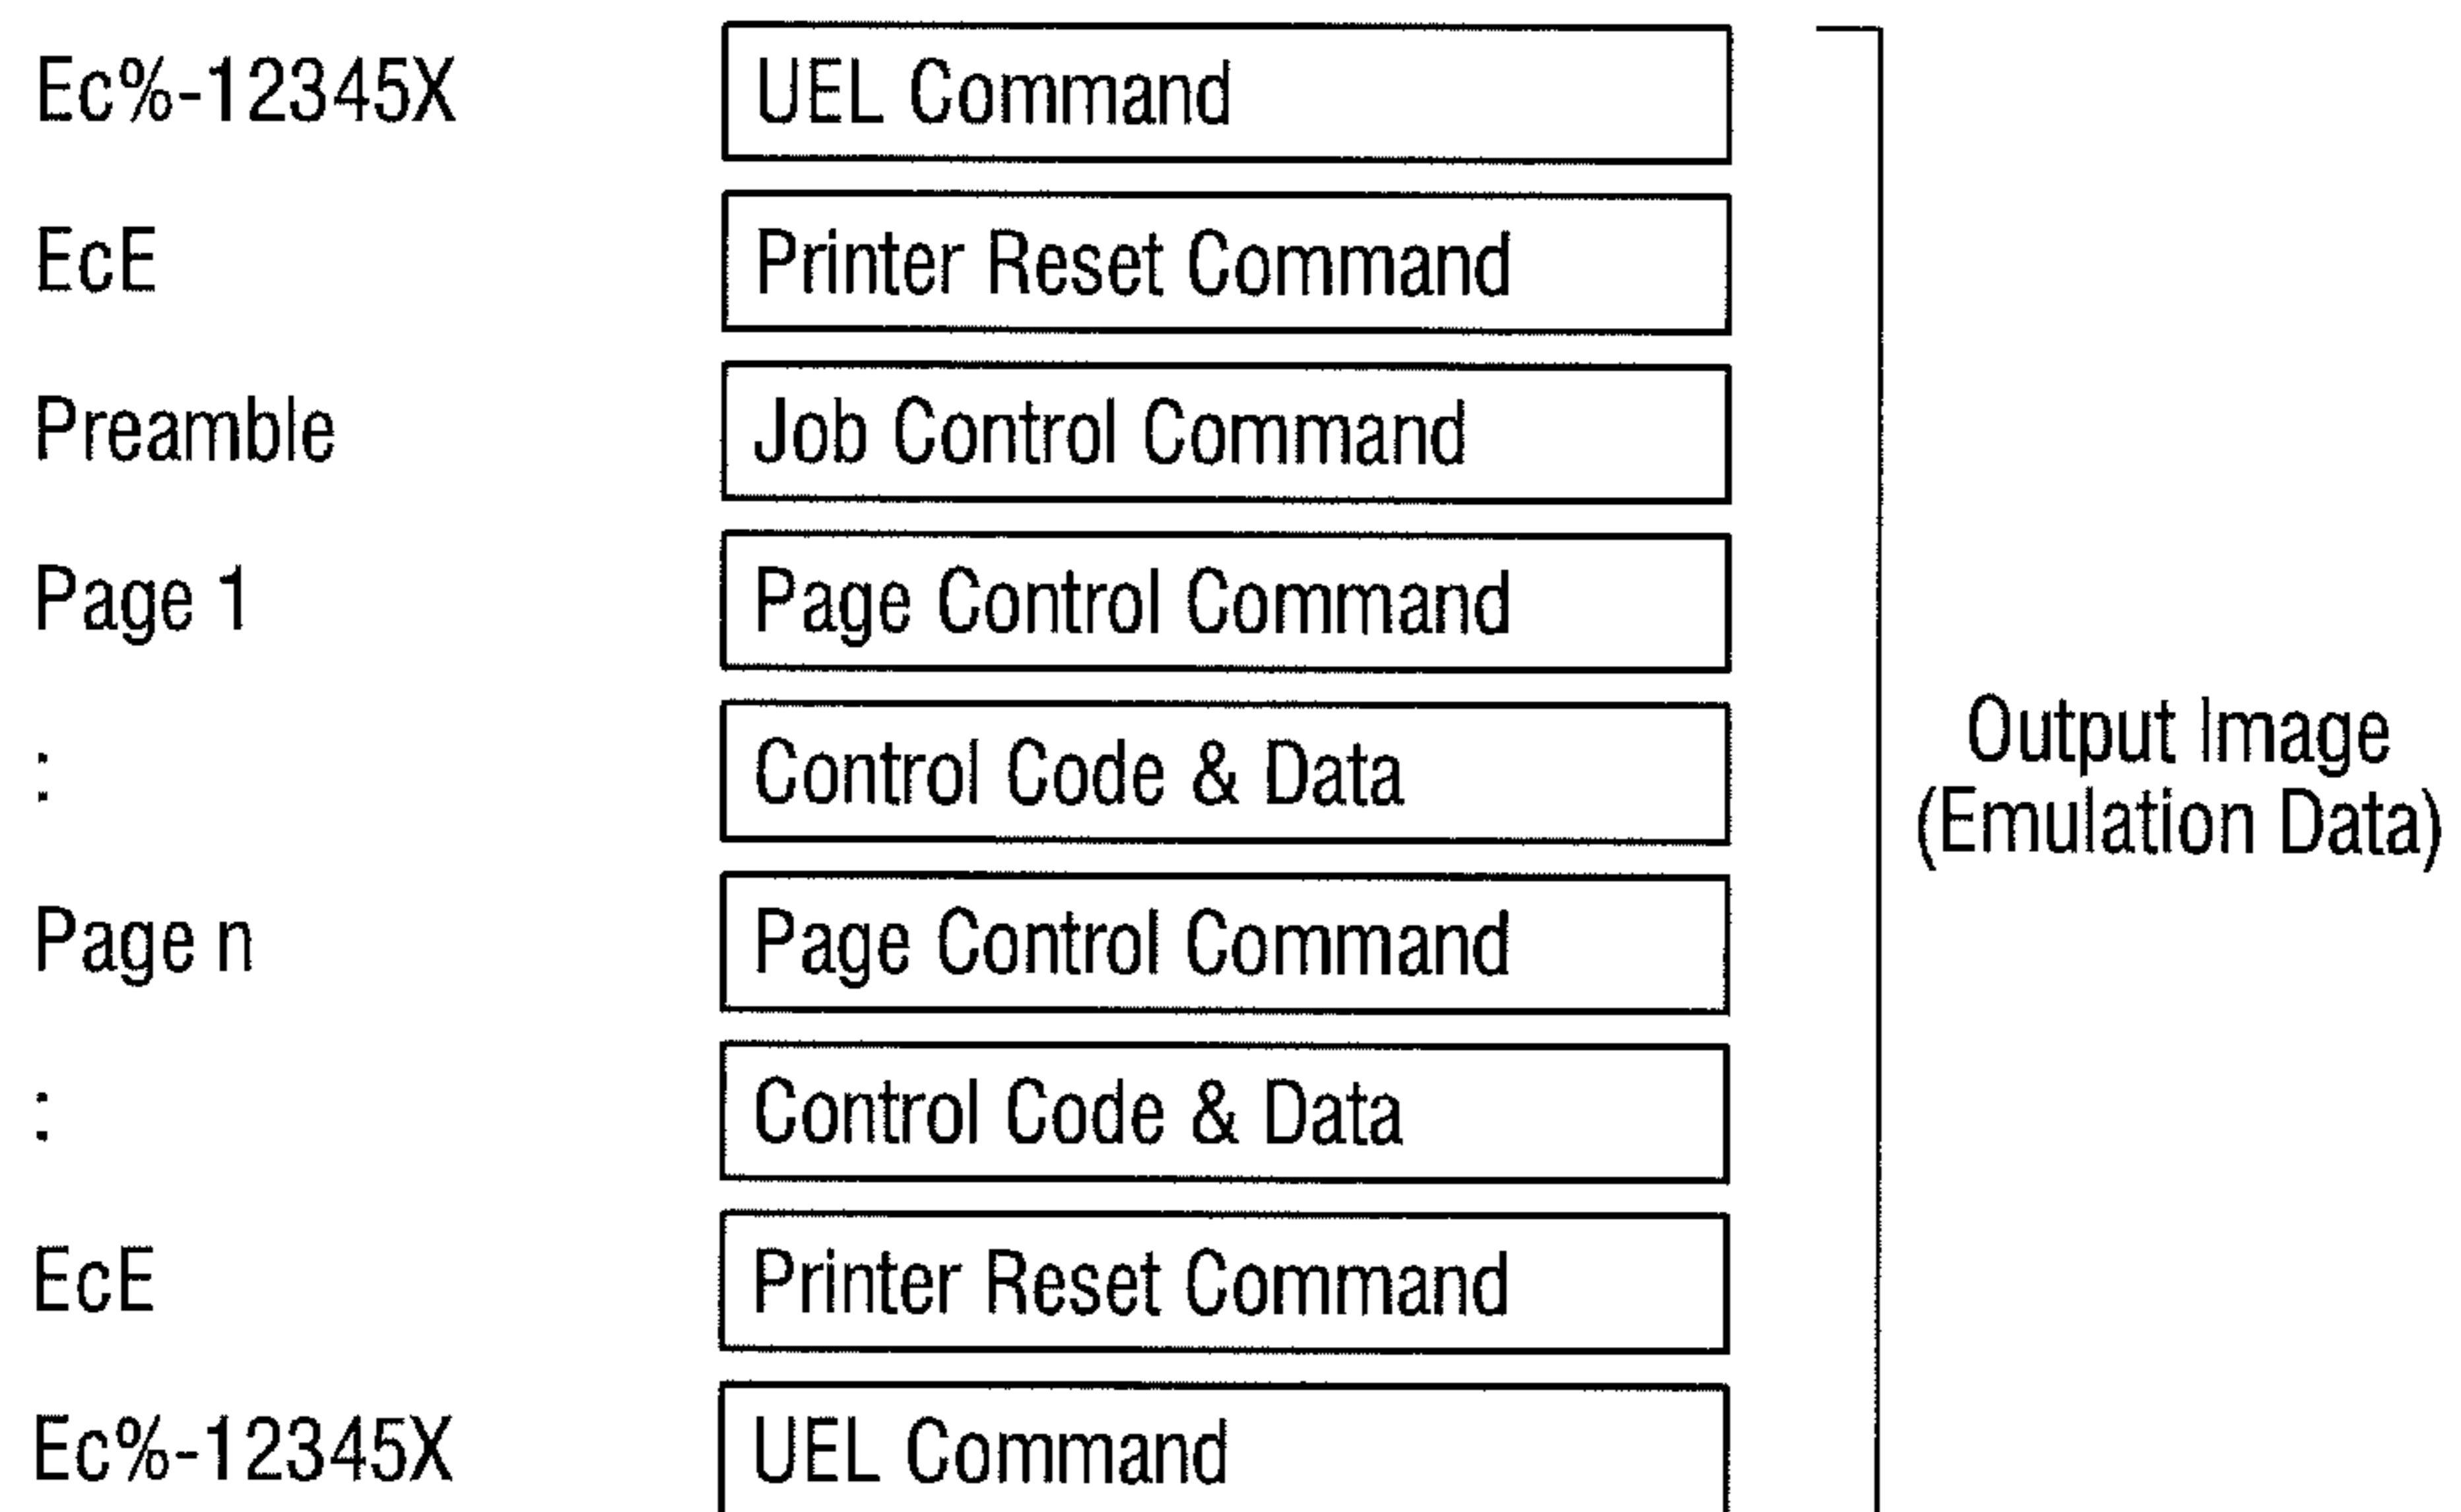 Ec%-12345X UEL Command
EcE Printer Reset Command
Preamble Job Control Command
Page 1 Page Control Command
: Control Code & Data
Page n Page Control Command
: Control Code & Data
EcE Printer Reset Command
Ec%-12345X UEL Command
Output Image
(Emulation Data)